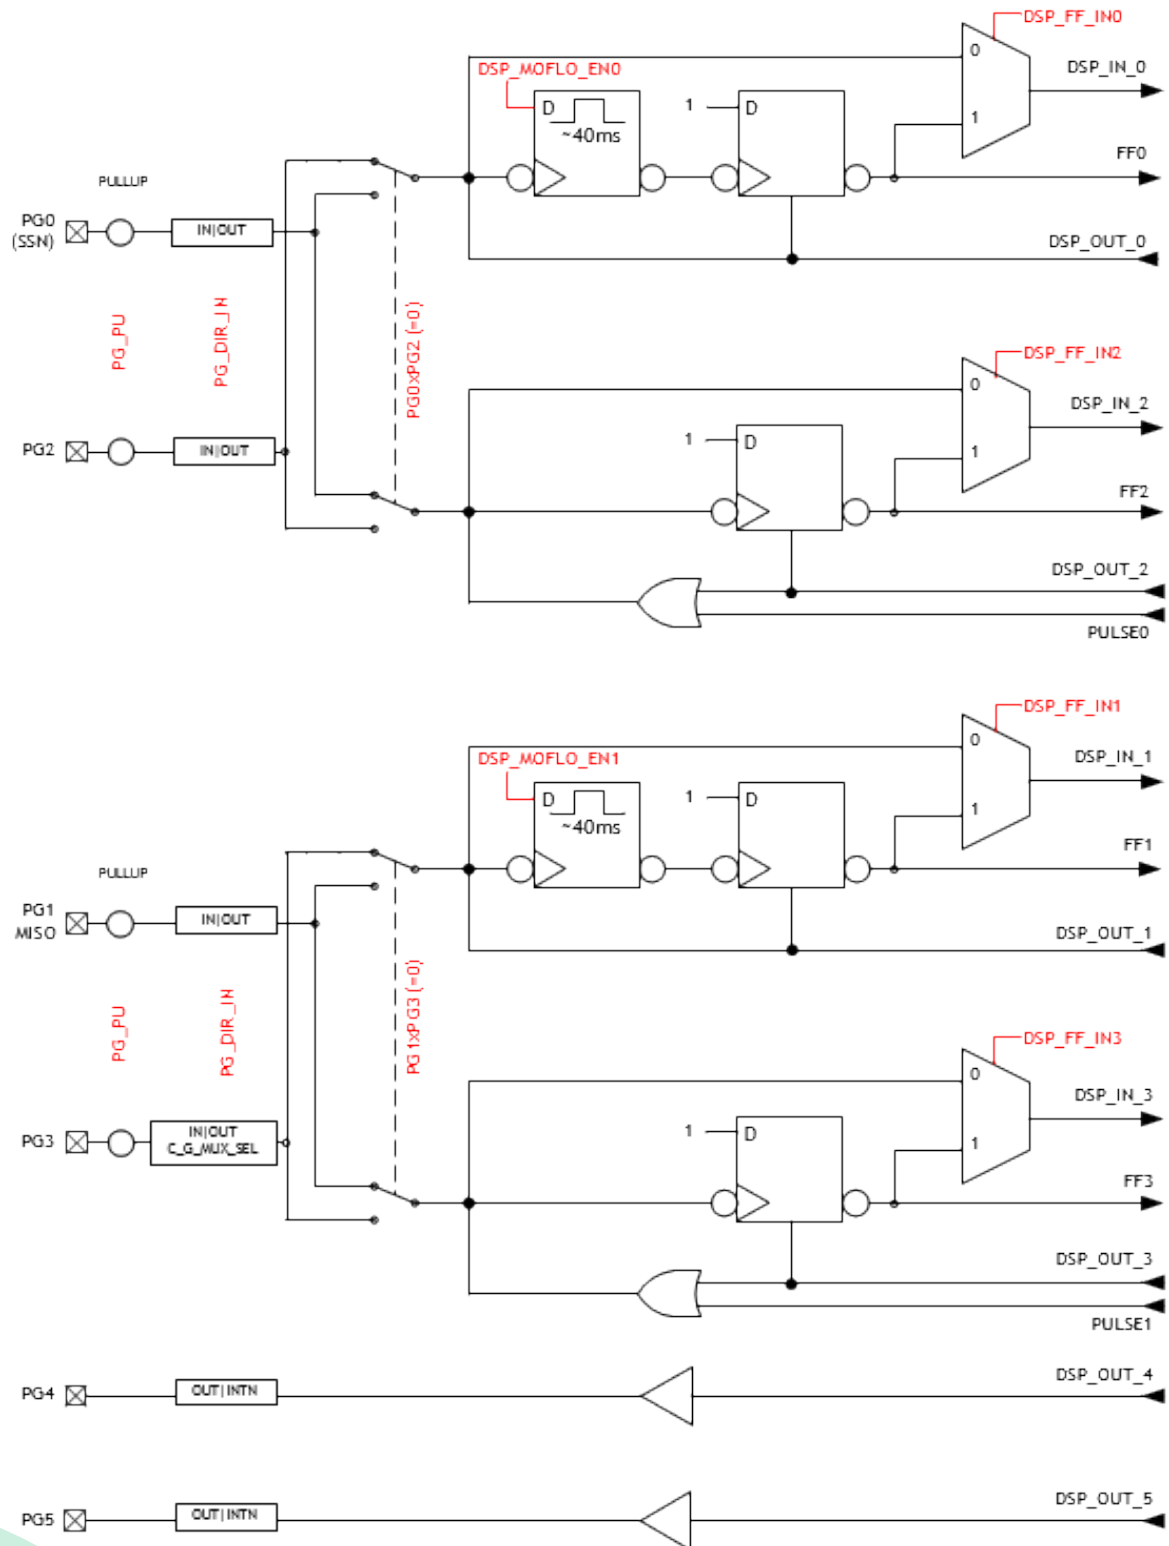 DSP_FF_IN0
0
DSP_IN_0
DSP_MOFLO_EN0
D
~40ms
1
D
1
FF0
PULLUP
PG0
(SSN)
IN|OUT
DSP_OUT_0
PG_PU
PG_DIR_IN
PG0xPG2 (=0)
DSP_FF_IN2
0
DSP_IN_2
PG2
IN|OUT
1
D
1
FF2
DSP_OUT_2
PULSE0
DSP_FF_IN1
0
DSP_IN_1
DSP_MOFLO_EN1
D
~40ms
1
D
1
FF1
PULLUP
PG1
MISO
IN|OUT
DSP_OUT_1
PG_PU
PG_DIR_IN
PG1xPG3 (=0)
DSP_FF_IN3
0
DSP_IN_3
PG3
IN|OUT
C_G_MUX_SEL
1
D
1
FF3
DSP_OUT_3
PULSE1
PG4
OUT|INTN
DSP_OUT_4
PG5
OUT|INTN
DSP_OUT_5